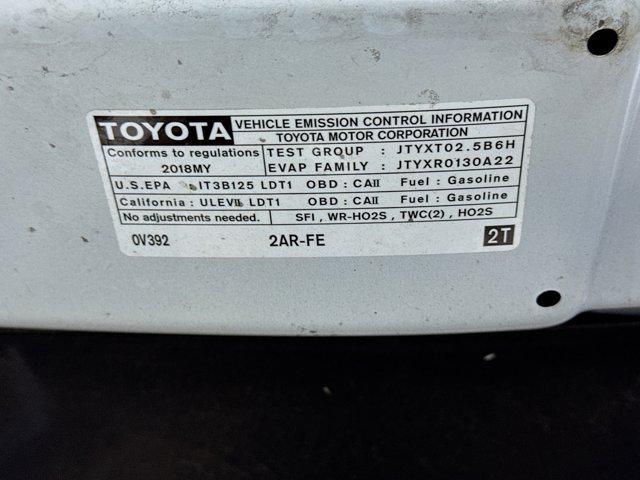 TOYOTA VEHICLE EMISSION CONTROL INFORMATION
TOYOTA MOTOR CORPORATION
Conforms to regulations TEST GROUP : JTYXT02.5B6H
2018MY EVAP FAMILY : JTYXR0130A22
U.S.EPA : IT3B125 LDT1 OBD : CAII Fuel : Gasoline
California : ULEVII LDT1 OBD : CAII Fuel : Gasoline
No adjustments needed. SFI , WR-HO2S , TWC(2) , HO2S
0V392 2AR-FE 2T